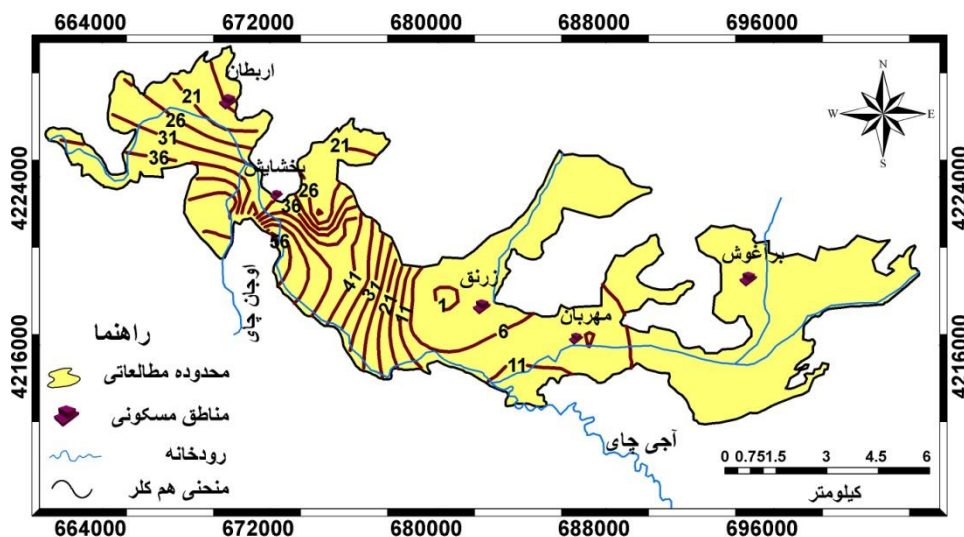 664000 672000 680000 688000 696000
N
W E
S
اربطان
21
26
31
36
بخشایش
21
26
36
56
41
31
21
11
1
6
11
زرنق
مهربان
براغوش
اوجان چای
آجی چای
4224000
4216000
4224000
4216000
راهنما
محدوده مطالعاتی
مناطق مسکونی
رودخانه
منحنی هم کلر
0 0.75 1.5 3 4.5 6
کیلومتر
664000 672000 680000 688000 696000